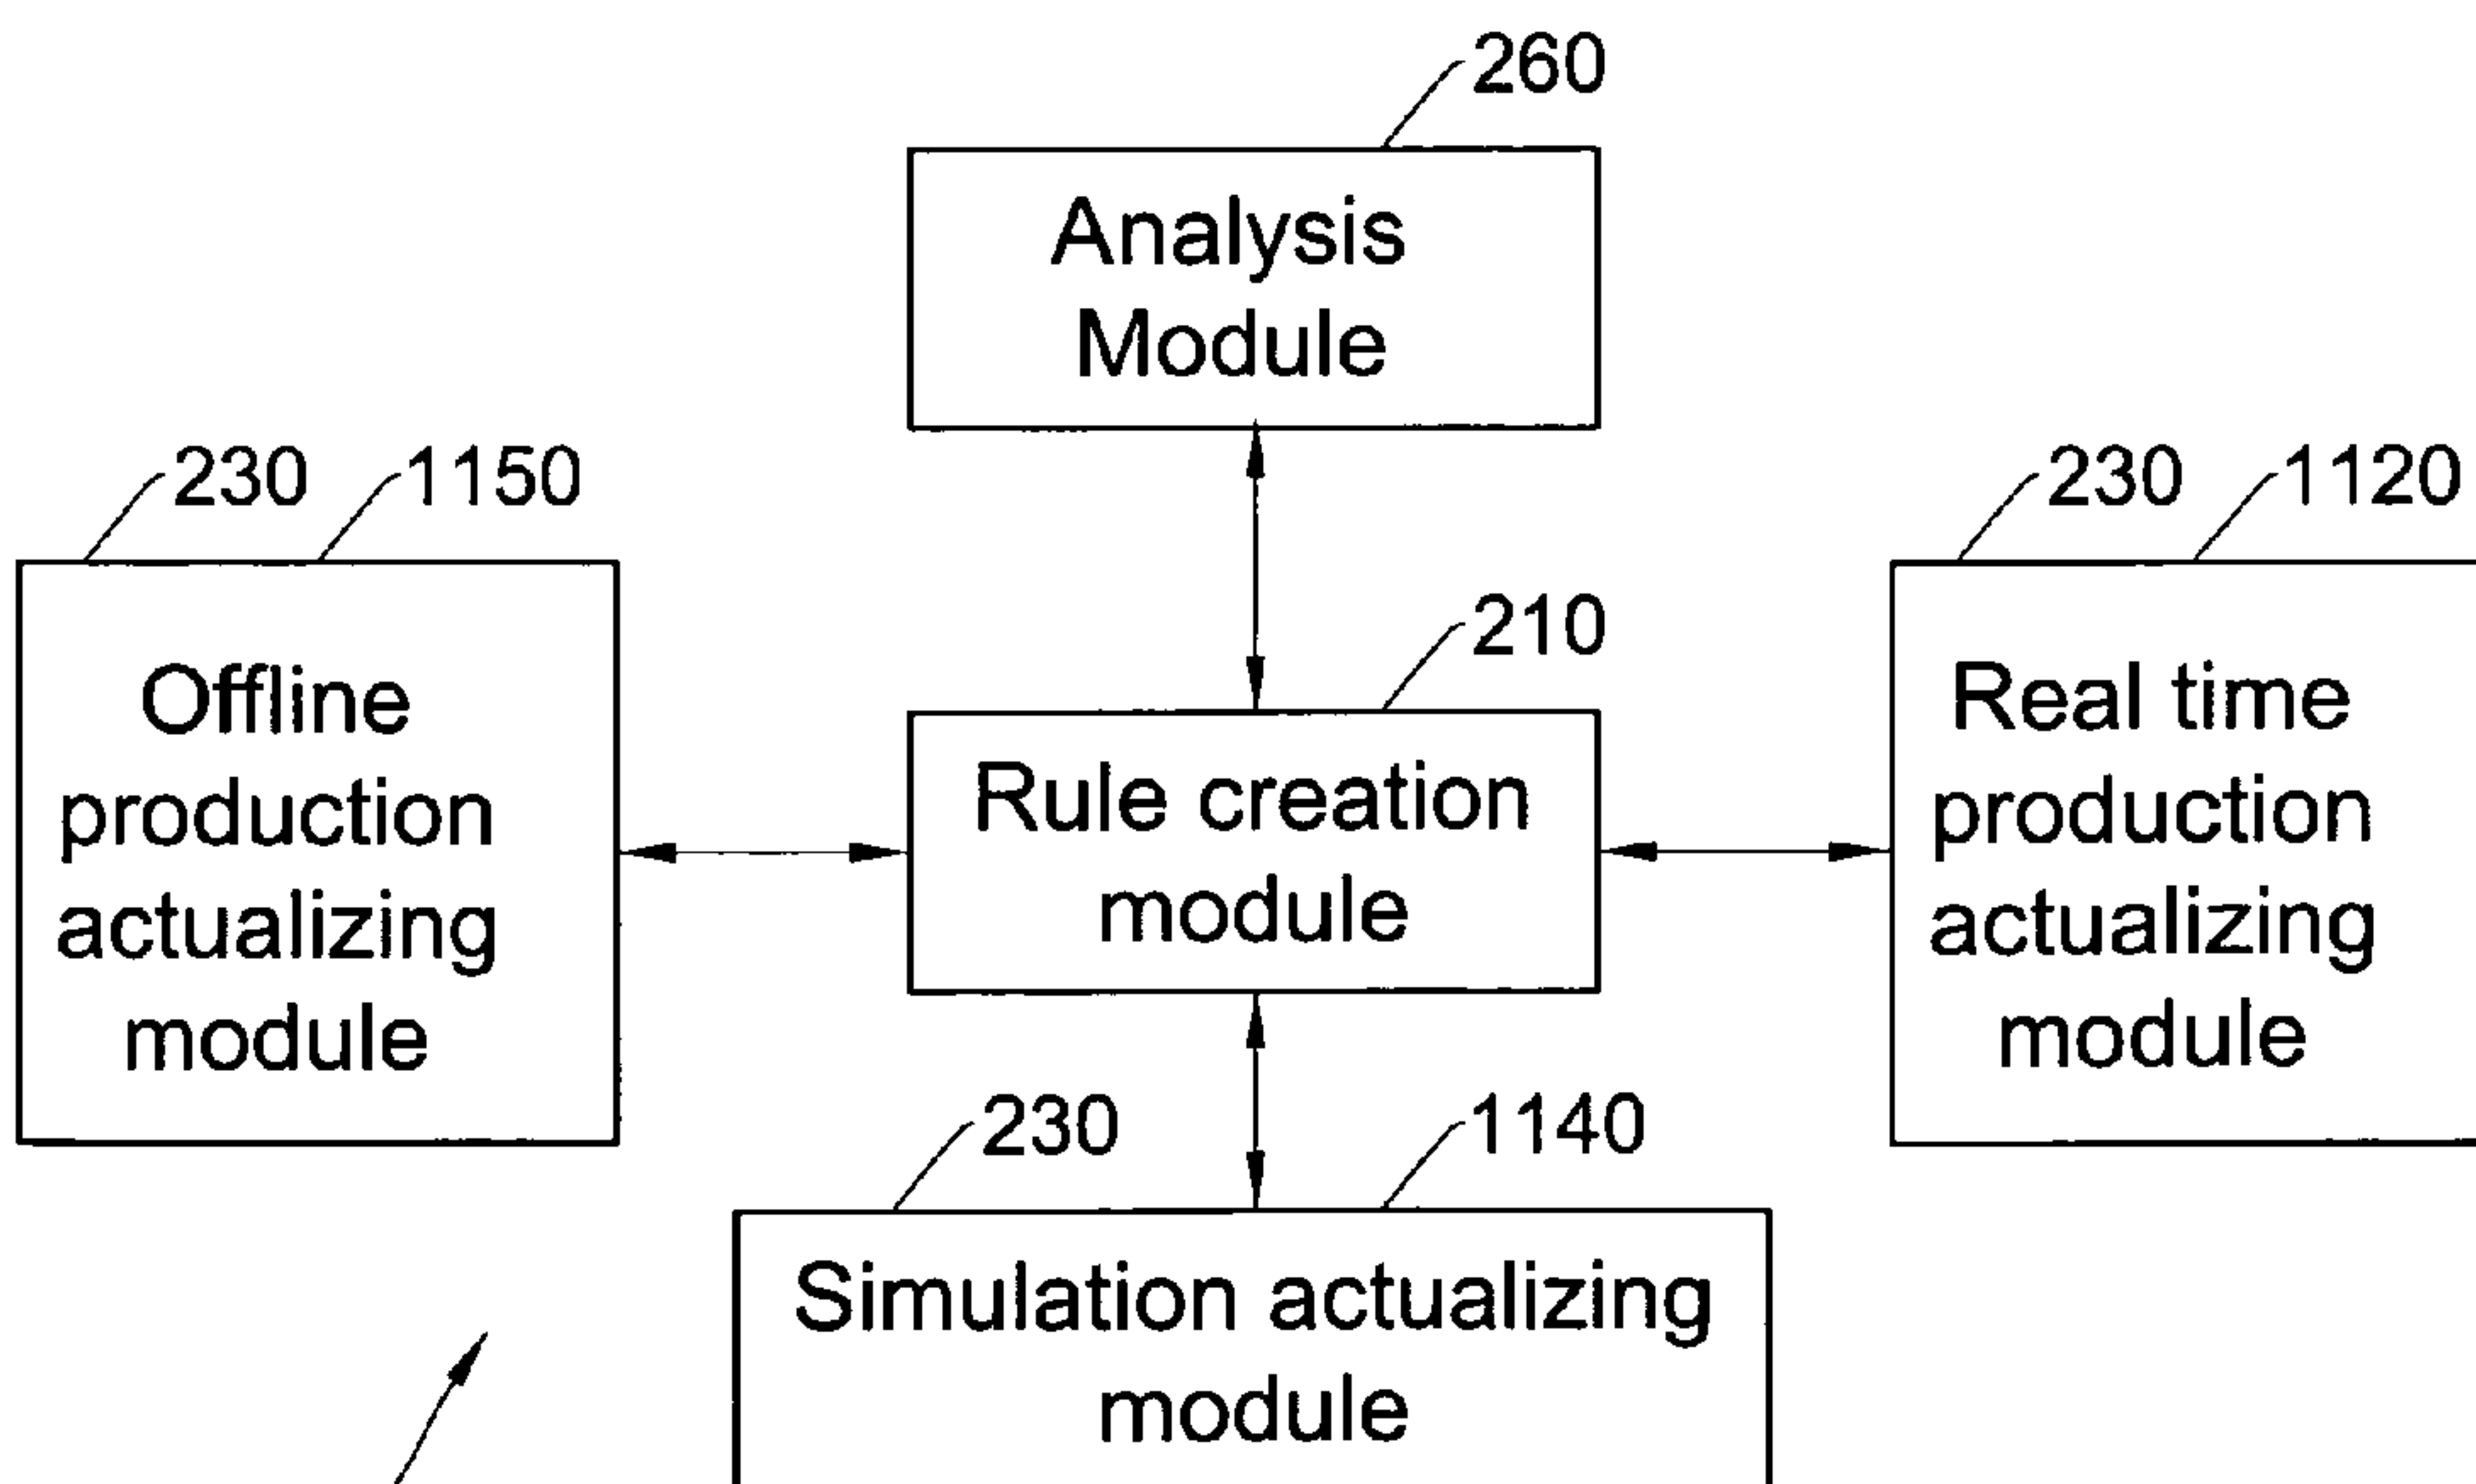 260
Analysis
Module
230
1150
230
1120
210
Offline
production
actualizing
module
Rule creation
module
Real time
production
actualizing
module
230
1140
Simulation actualizing
module